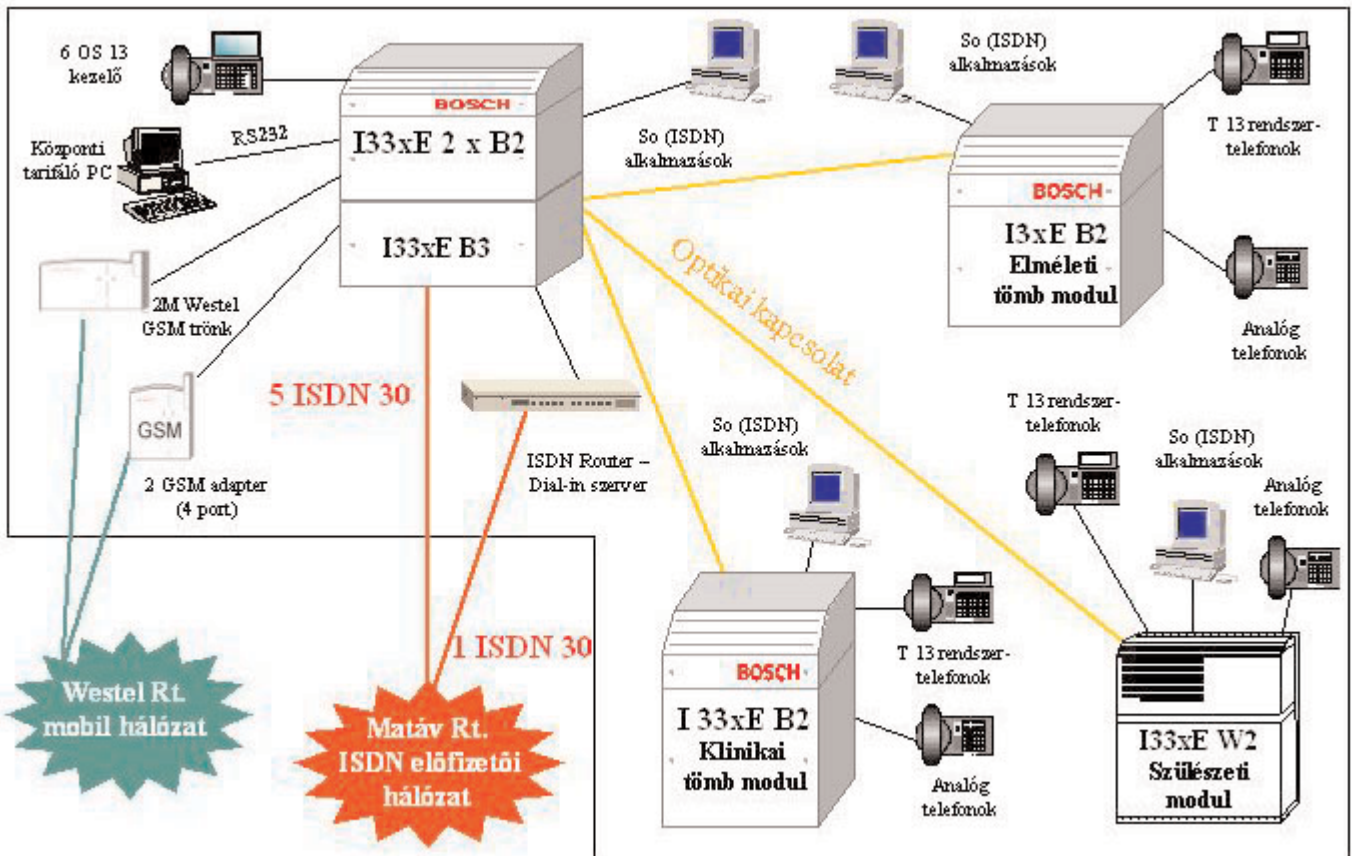 6 OS 13
kezelő
Központi
tarifáló PC
RS232
BOSCH
I33xE 2 x B2
I33xE B3
So (ISDN)
alkalmazások
So (ISDN)
alkalmazások
T 13 rendszer-
telefonok
BOSCH
I3xE B2
Elméleti
tömb modul
Analóg
telefonok
2M Westel
GSM trönk
GSM
2 GSM adapter
(4 port)
5 ISDN 30
ISDN Router –
Dial-in szerver
Optikai kapcsolat
So (ISDN)
alkalmazások
T 13 rendszer-
telefonok
So (ISDN)
alkalmazások
Analóg
telefonok
1 ISDN 30
Westel Rt.
mobil hálózat
Matáv Rt.
ISDN előfizetői
hálózat
BOSCH
I 33xE B2
Klinikai
tömb modul
T 13 rendszer-
telefonok
Analóg
telefonok
I33xE W2
Szülészeti
modul